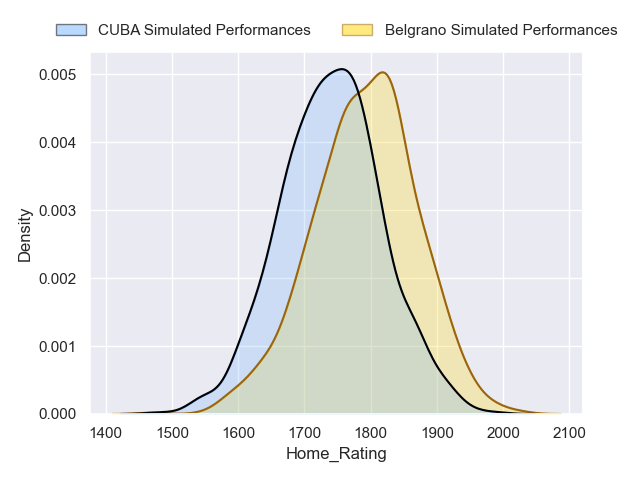 CUBA Simulated Performances Belgrano Simulated Performances
0.005
0.004
0.003
0.002
0.001
0.000
Density
1400 1500 1600 1700 1800 1900 2000 2100
Home_Rating